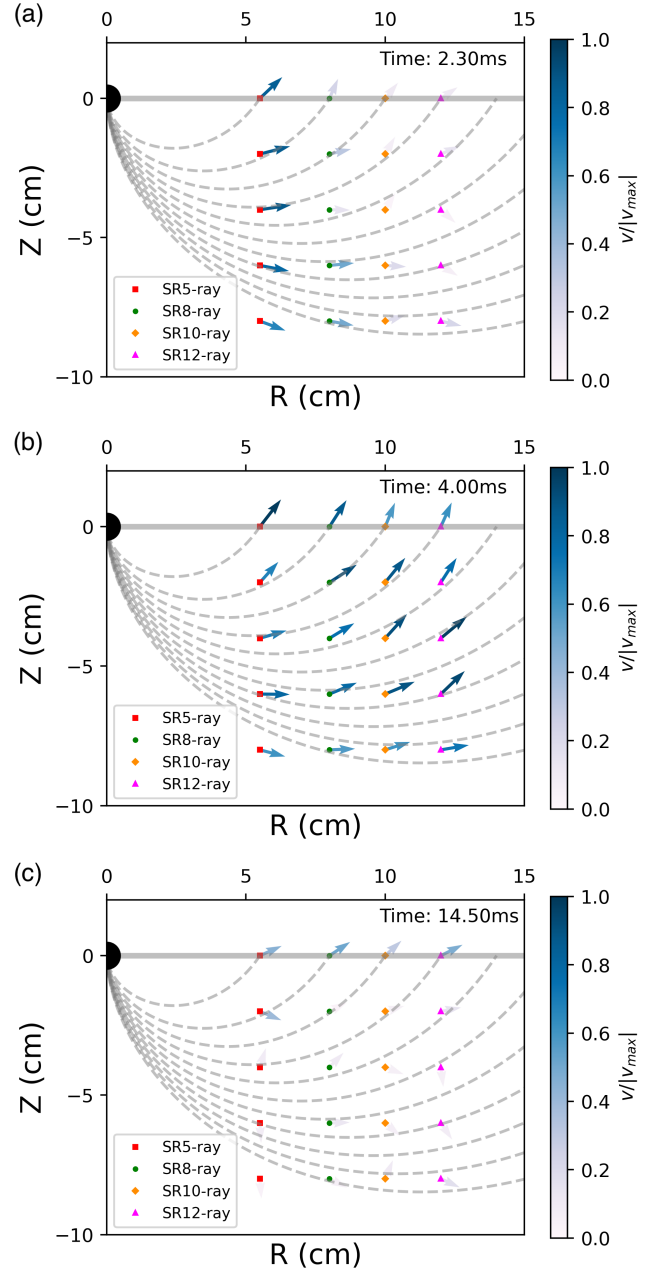 (a)
0 5 10 15
Time: 2.30ms
1.0
0
0.8
Z (cm)
0.6
v/|v_max|
−5
0.4
SR5-ray
SR8-ray
0.2
SR10-ray
SR12-ray
−10
0.0
R (cm)
(b)
0 5 10 15
Time: 4.00ms
1.0
0
0.8
Z (cm)
0.6
v/|v_max|
−5
0.4
SR5-ray
SR8-ray
0.2
SR10-ray
SR12-ray
−10
0.0
R (cm)
(c)
0 5 10 15
Time: 14.50ms
1.0
0
0.8
Z (cm)
0.6
v/|v_max|
−5
0.4
SR5-ray
SR8-ray
0.2
SR10-ray
SR12-ray
−10
0.0
R (cm)